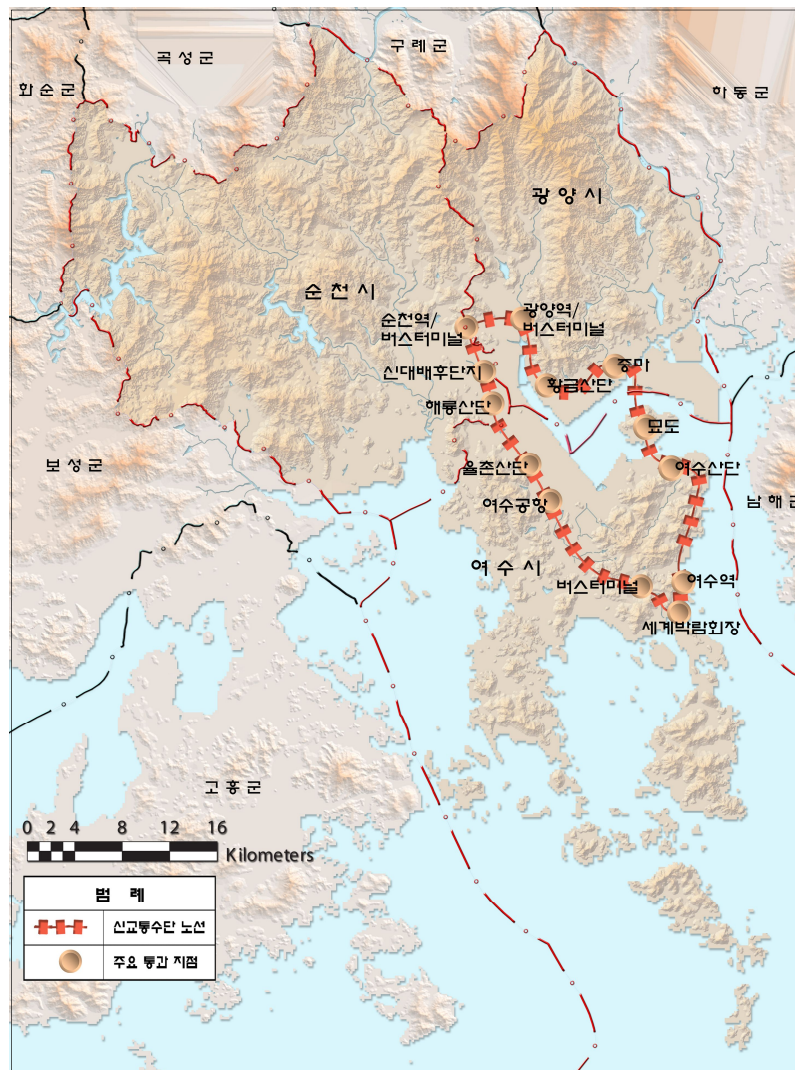 곡성군
구례군
화순군
하동군
광양시
순천시
순천역/
버스터미널
광양역/
버스터미널
신대배후단지
중마
황금산단
해룡산단
묘도
보성군
율촌산단
여수산단
여수공항
남해군
여수시
버스터미널
여수역
세계박람회장
고흥군
0 2 4 8 12 16
Kilometers
범 례
신교통수단 노선
주요 통과 지점